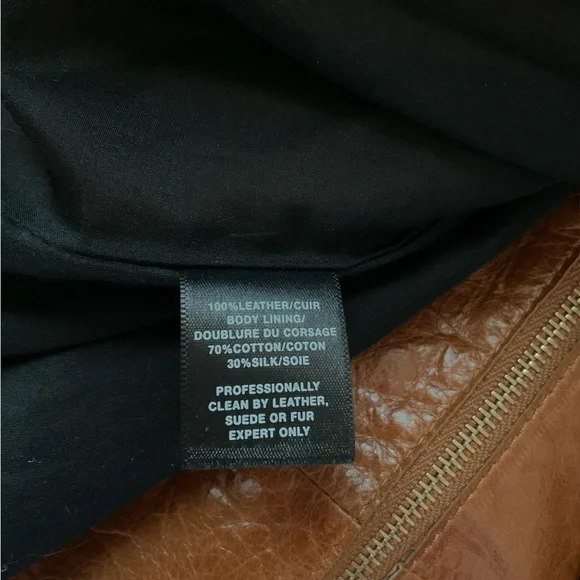 100%LEATHER/CUIR
BODY LINING/
DOUBLURE DU CORSAGE
70%COTTON/COTON
30%SILK/SOIE
PROFESSIONALLY
CLEAN BY LEATHER,
SUEDE OR FUR
EXPERT ONLY